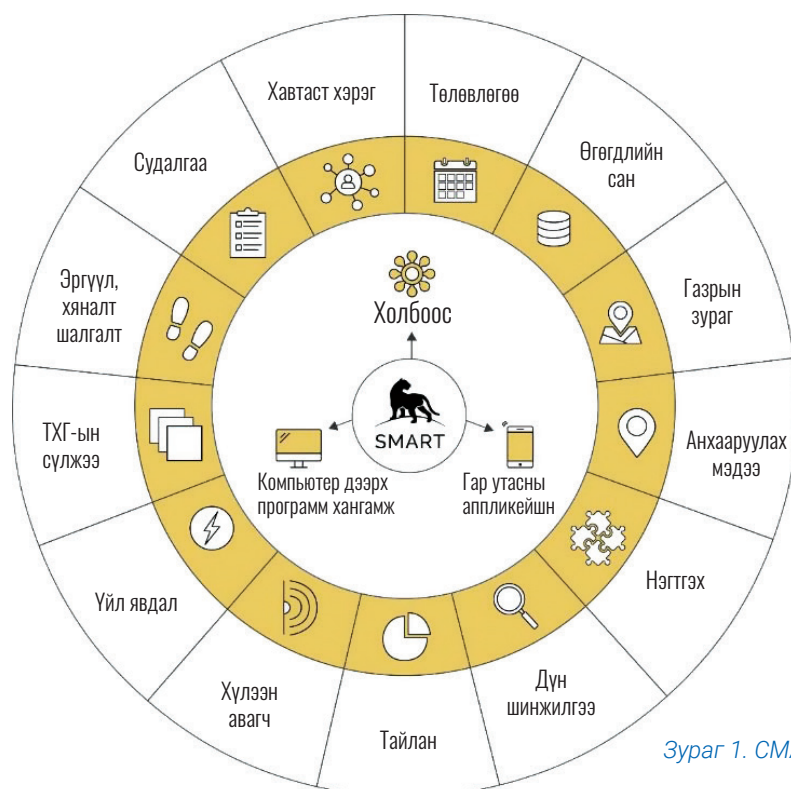 Хавтаст хэрэг
Төлөвлөгөө
Өгөгдлийн
сан
Газрын
зураг
Анхааруулах
мэдээ
Нэгтгэх
Дүн
шинжилгээ
Тайлан
Хүлээн
авагч
Үйл явдал
ТХГ-ын
сүлжээ
Эргүүл,
хяналт
шалгалт
Судалгаа
Холбоос
SMART
Компьютер дээрх
программ хангамж
Гар утасны
аппликейшн
Зураг 1.